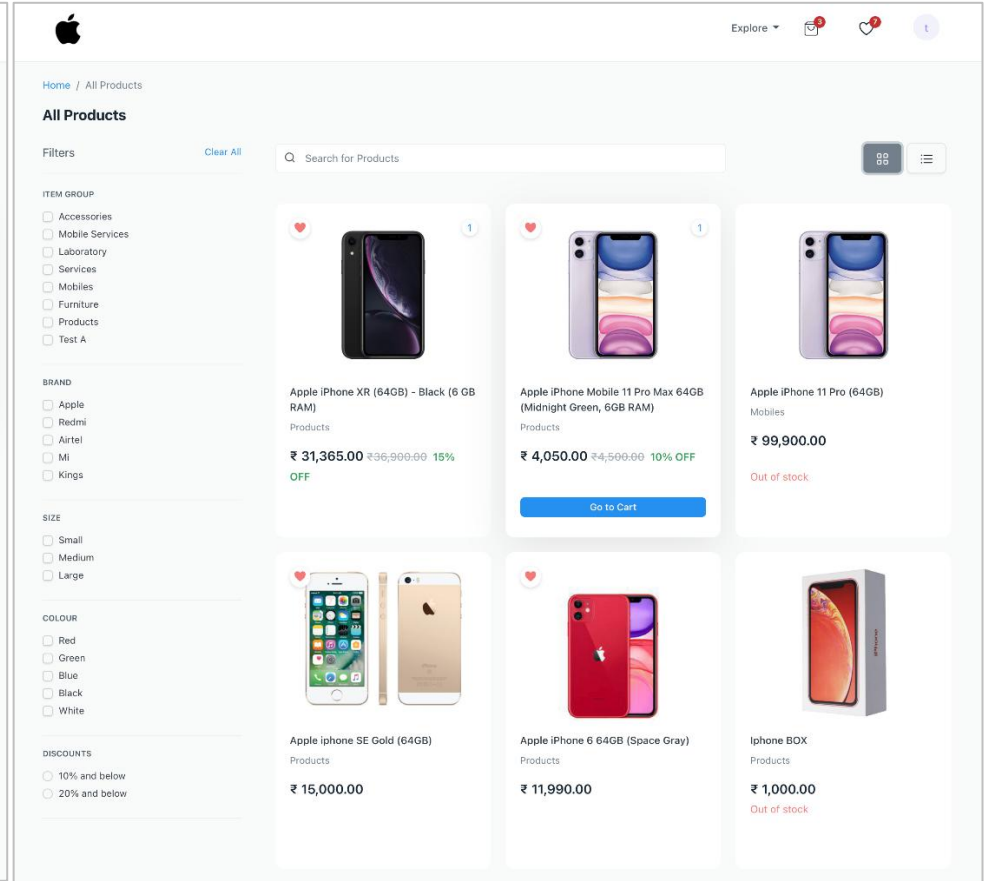 Explore
3
7
t
Home / All Products
All Products
Filters
Clear All
Search for Products
ITEM GROUP
Accessories
Mobile Services
Laboratory
Services
Mobiles
Furniture
Products
Test A
BRAND
Apple
Redmi
Airtel
Mi
Kings
SIZE
Small
Medium
Large
COLOUR
Red
Green
Blue
Black
White
DISCOUNTS
10% and below
20% and below
1
Apple iPhone XR (64GB) - Black (6 GB
RAM)
Products
₹ 31,365.00 ₹36,900.00 15%
OFF
1
Apple iPhone Mobile 11 Pro Max 64GB
(Midnight Green, 6GB RAM)
Products
₹ 4,050.00 ₹4,500.00 10% OFF
Go to Cart
Apple iPhone 11 Pro (64GB)
Mobiles
₹ 99,900.00
Out of stock
Apple iphone SE Gold (64GB)
Products
₹ 15,000.00
Apple iPhone 6 64GB (Space Gray)
Products
₹ 11,990.00
Iphone BOX
Products
₹ 1,000.00
Out of stock